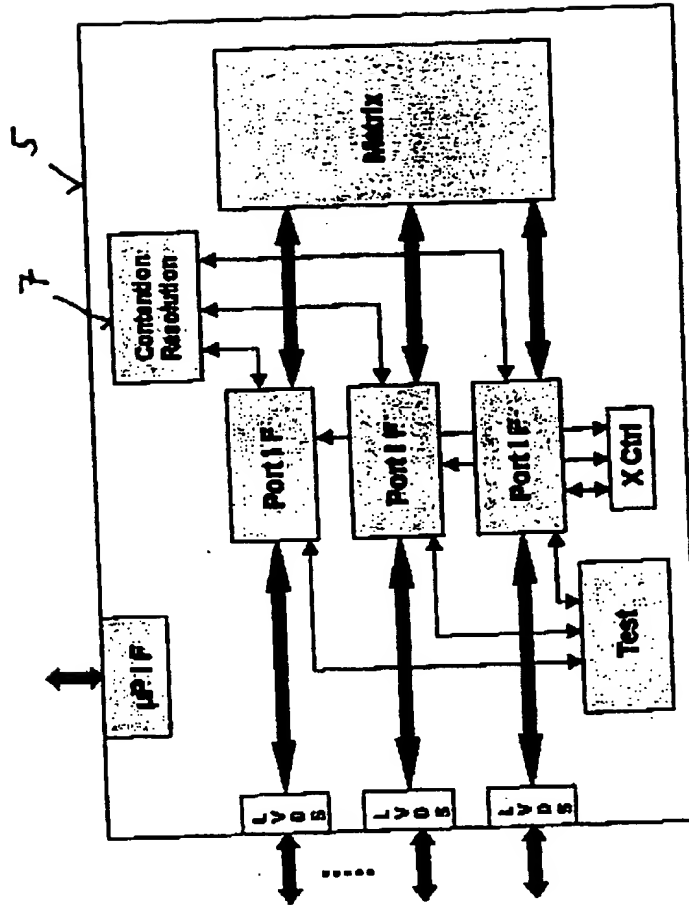 5
7
Contention
Resolution
Matrix
µP I F
Port I F
Port I F
Port I F
X Ctrl
Test
L V D S
L V D S
L V D S